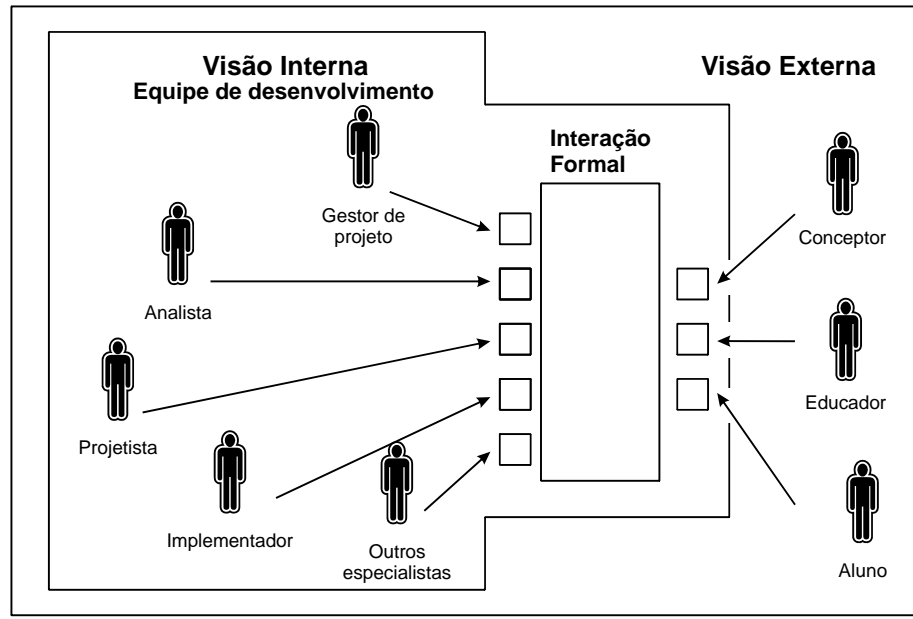 Visão Interna
Equipe de desenvolvimento
Visão Externa
Interação
Formal
Gestor de
projeto
Conceptor
Analista
Educador
Projetista
Implementador
Outros
especialistas
Aluno